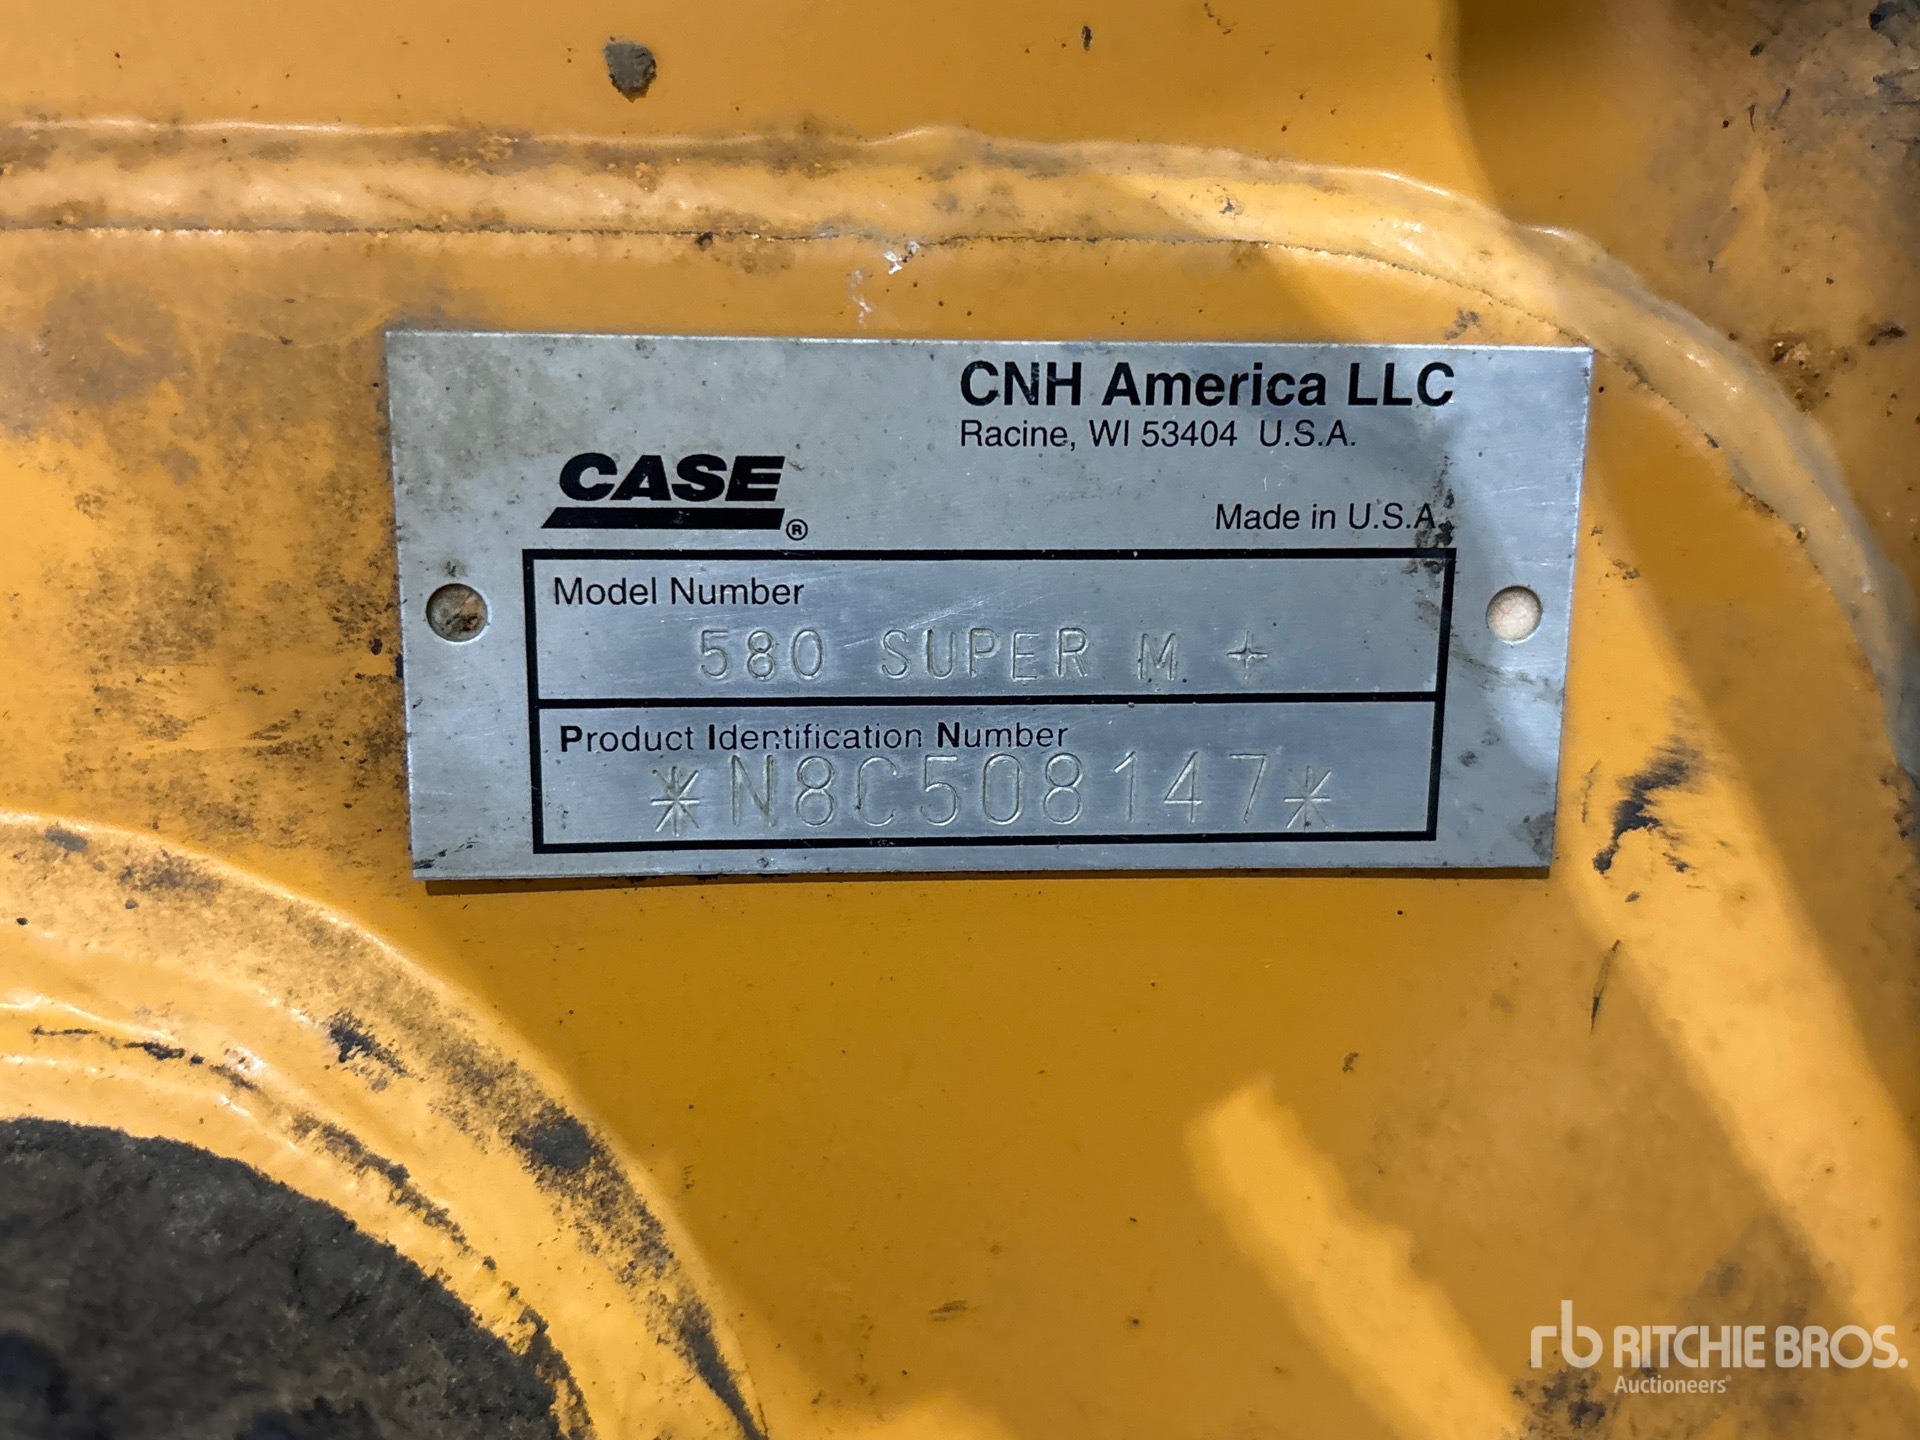 CNH America LLC
Racine, WI 53404 U.S.A.
CASE®
Made in U.S.A.
Model Number
580 SUPER M +
Product Identification Number
*N8C508147*
rb RITCHIE BROS.
Auctioneers